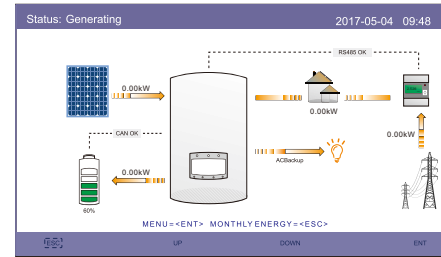 Status: Generating 2017-05-04 09:48
RS485 OK
0.00kW
0.00kW
CAN OK
0.00kW
0.00kW
ACBackup
60%
MENU=<ENT> MONTHLY ENERGY=<ESC>
ESC UP DOWN ENT